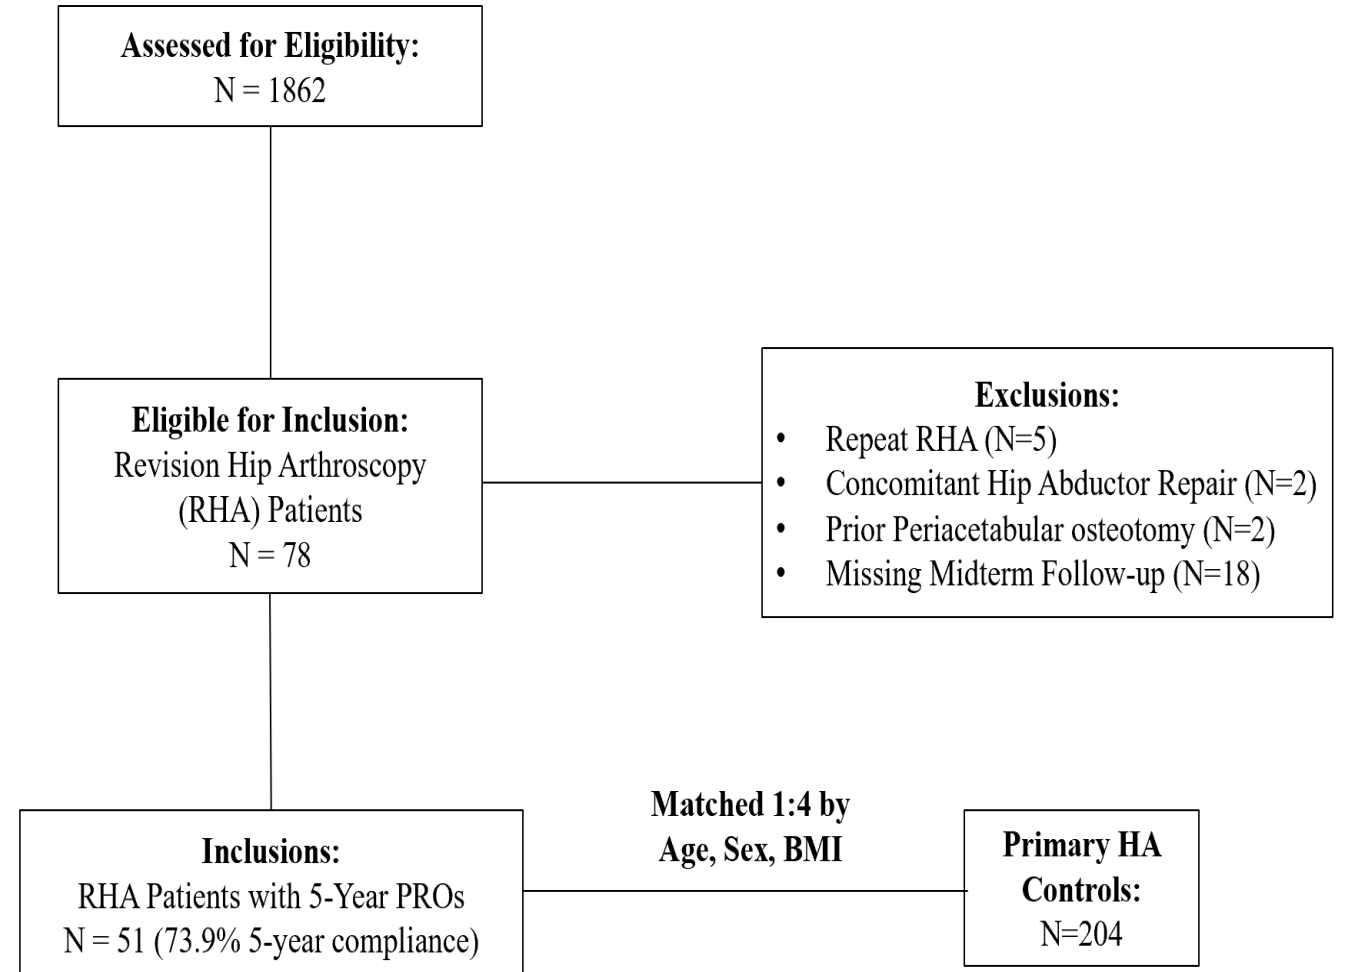 Assessed for Eligibility:
N = 1862
Eligible for Inclusion:
Revision Hip Arthroscopy
(RHA) Patients
N = 78
Exclusions:
• Repeat RHA (N=5)
• Concomitant Hip Abductor Repair (N=2)
• Prior Periacetabular osteotomy (N=2)
• Missing Midterm Follow-up (N=18)
Inclusions:
RHA Patients with 5-Year PROs
N = 51 (73.9% 5-year compliance)
Matched 1:4 by
Age, Sex, BMI
Primary HA
Controls:
N=204